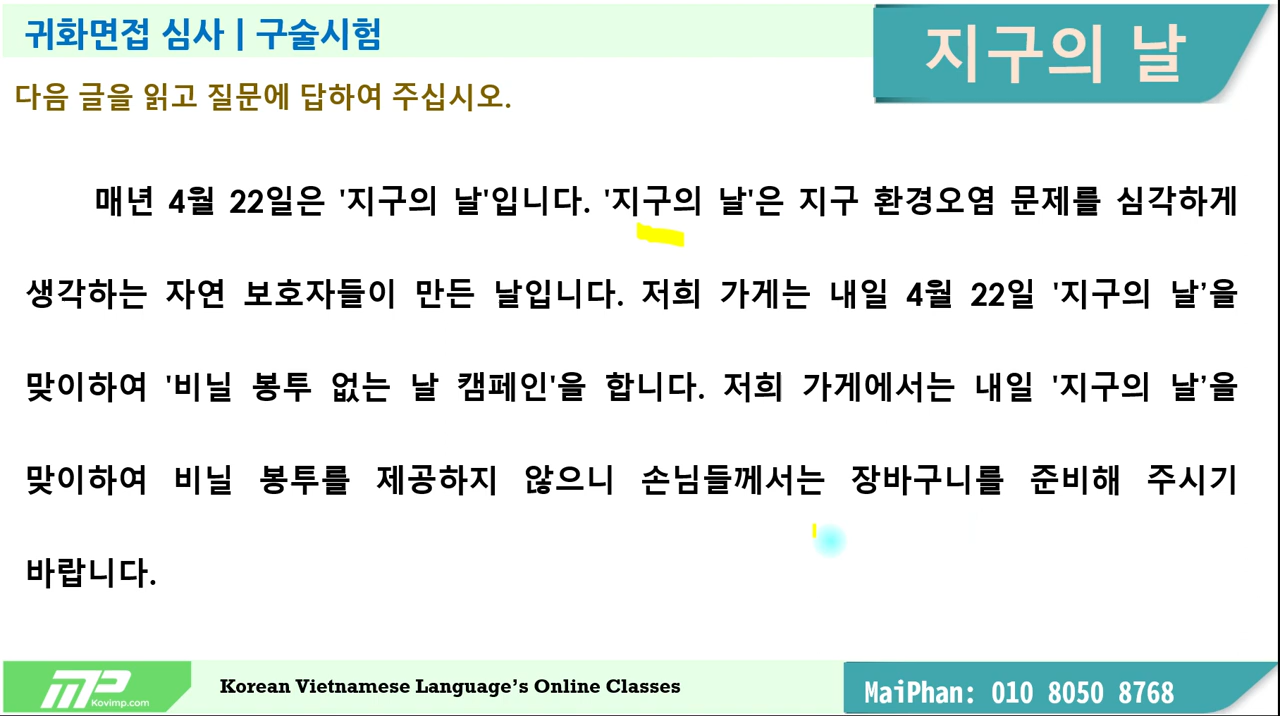 귀화면접 심사 | 구술시험
지구의 날
다음 글을 읽고 질문에 답하여 주십시오.
매년 4월 22일은 '지구의 날'입니다. '지구의 날'은 지구 환경오염 문제를 심각하게
생각하는 자연 보호자들이 만든 날입니다. 저희 가게는 내일 4월 22일 '지구의 날’을
맞이하여 '비닐 봉투 없는 날 캠페인'을 합니다. 저희 가게에서는 내일 '지구의 날’을
맞이하여 비닐 봉투를 제공하지 않으니 손님들께서는 장바구니를 준비해 주시기
바랍니다.
MP
Kovimp.com
Korean Vietnamese Language’s Online Classes
MaiPhan: 010 8050 8768